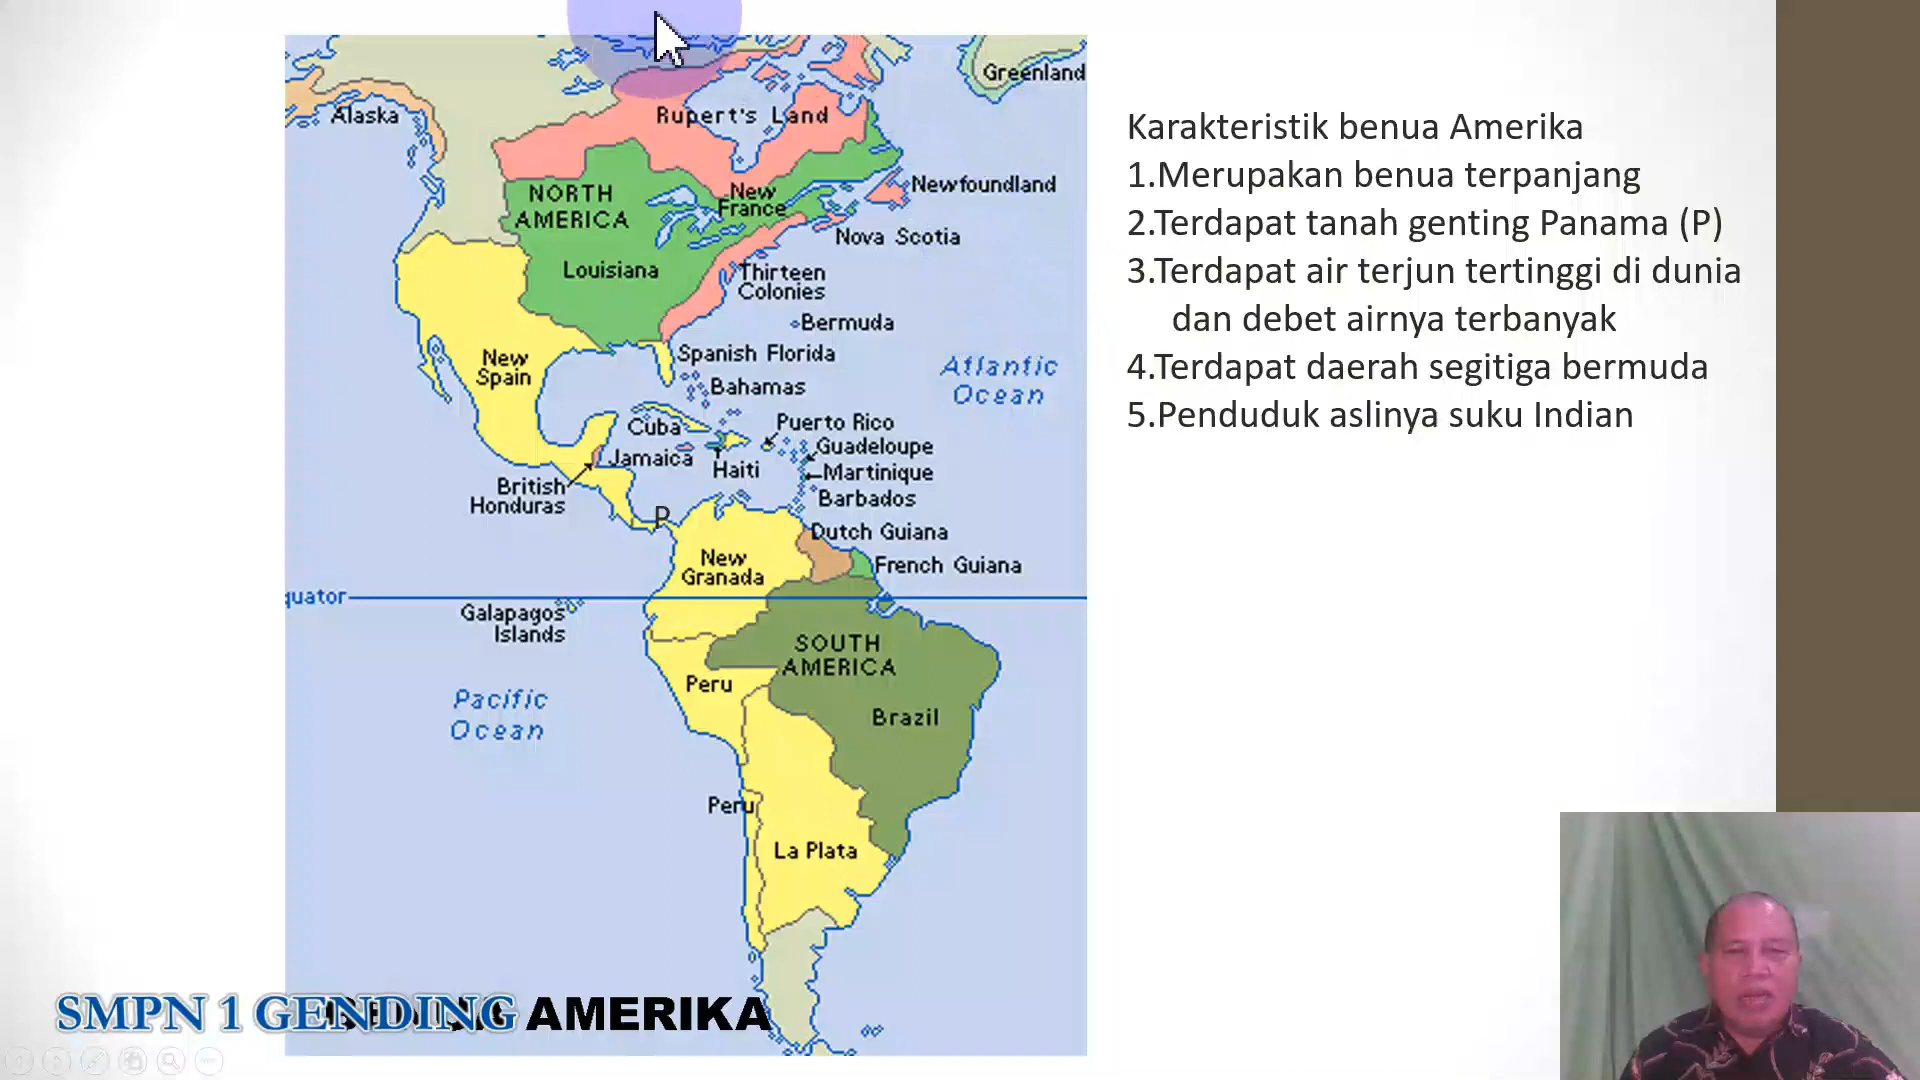 Greenland
Alaska
Rupert's Land
NORTH
AMERICA
New
France
Newfoundland
Nova Scotia
Louisiana
Thirteen
Colonies
Bermuda
New
Spain
Spanish Florida
Bahamas
Atlantic
Ocean
Cuba
Puerto Rico
Jamaica
Haiti
Guadeloupe
Martinique
Barbados
British
Honduras
P
Dutch Guiana
New
Granada
French Guiana
quator
Galapagos
Islands
SOUTH
AMERICA
Peru
Pacific
Ocean
Brazil
Peru
La Plata
SMPN 1 GENDING AMERIKA
Karakteristik benua Amerika
1.Merupakan benua terpanjang
2.Terdapat tanah genting Panama (P)
3.Terdapat air terjun tertinggi di dunia
dan debet airnya terbanyak
4.Terdapat daerah segitiga bermuda
5.Penduduk aslinya suku Indian